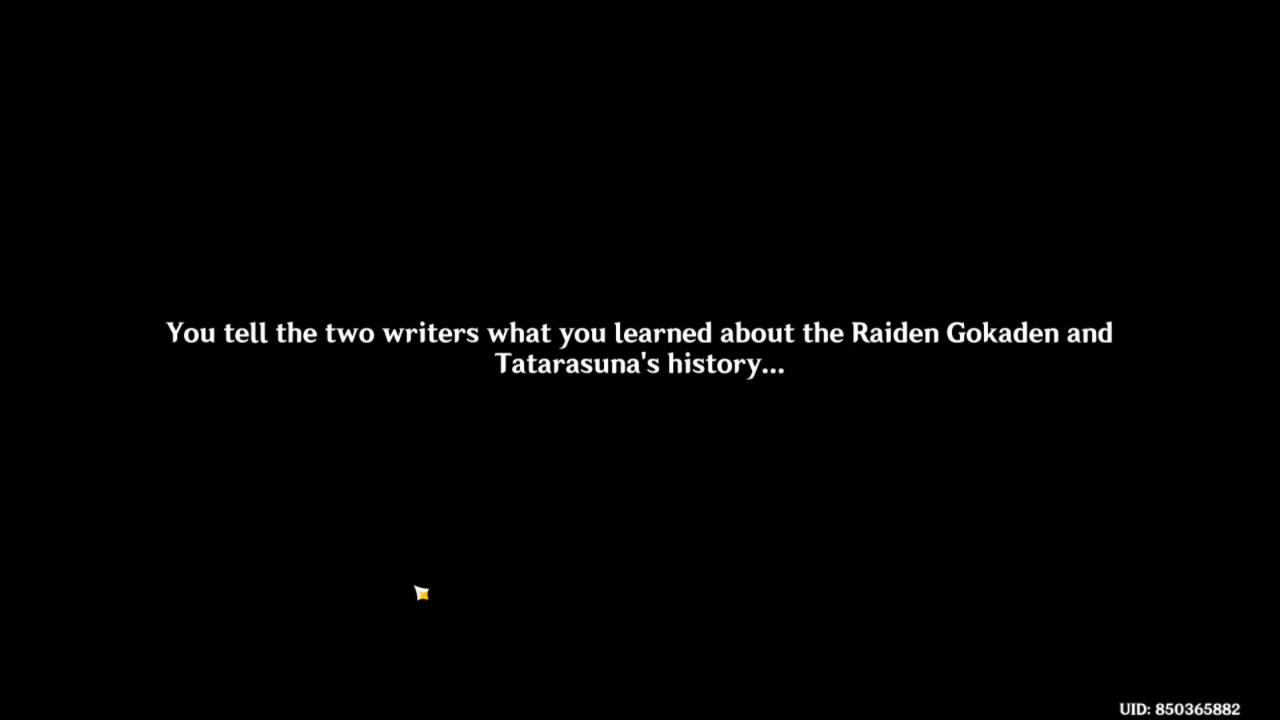 You tell the two writers what you learned about the Raiden Gokaden and
Tatarasuna's history...
UID: 850365882